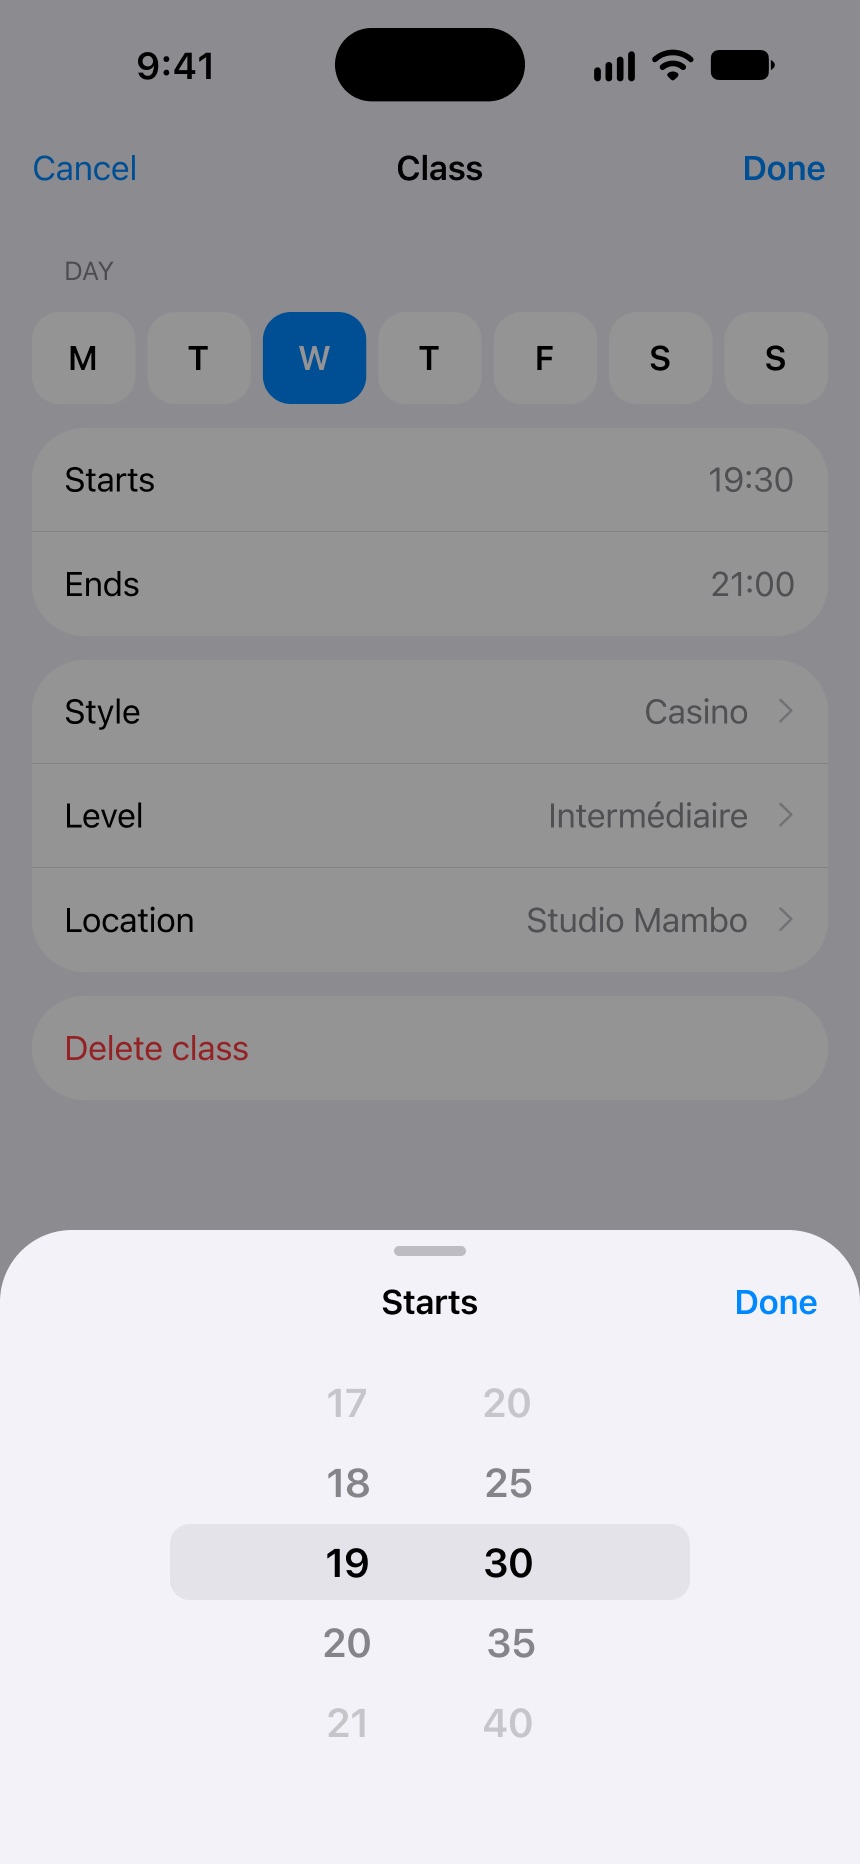 9:41
Cancel Class Done
DAY
M T W T F S S
Starts 19:30
Ends 21:00
Style Casino
Level Intermédiaire
Location Studio Mambo
Delete class
Starts Done
17 20
18 25
19 30
20 35
21 40